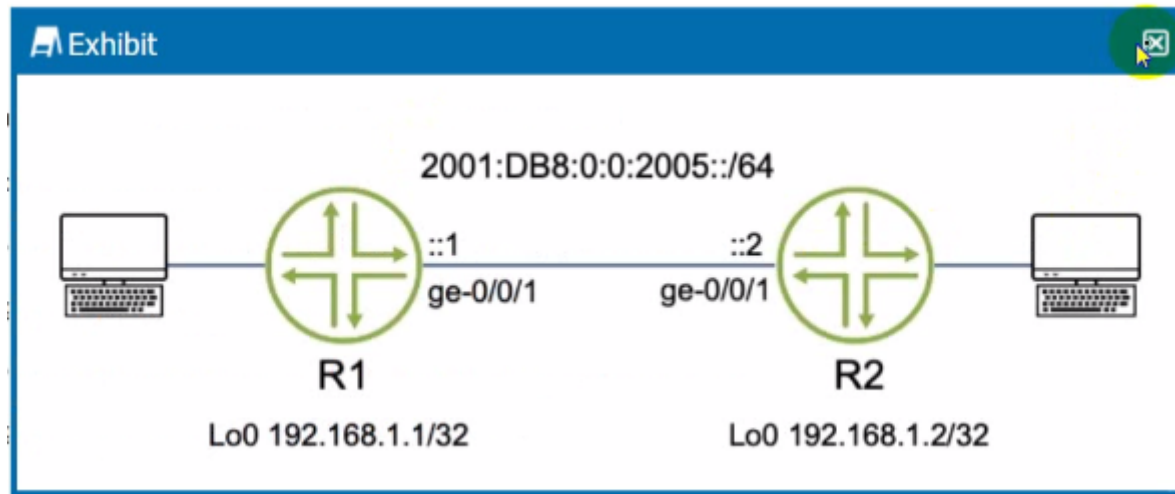 Exhibit
2001:DB8:0:0:2005::/64
::1 ::2
ge-0/0/1 ge-0/0/1
R1 R2
Lo0 192.168.1.1/32 Lo0 192.168.1.2/32